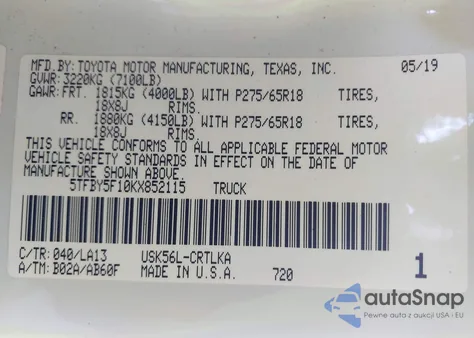 MFD.BY: TOYOTA MOTOR MANUFACTURING, TEXAS, INC. 05/19
GVWR: 3220KG (7100LB)
GAWR: FRT. 1815KG (4000LB) WITH P275/65R18 TIRES,
18X8J RIMS.
RR. 1880KG (4150LB) WITH P275/65R18 TIRES,
18X8J RIMS.
THIS VEHICLE CONFORMS TO ALL APPLICABLE FEDERAL MOTOR
VEHICLE SAFETY STANDARDS IN EFFECT ON THE DATE OF
MANUFACTURE SHOWN ABOVE.
5TFBY5F10KX852115 TRUCK
C/TR: 040/LA13 USK56L-CRTLKA
A/TM: B02A/AB60F MADE IN U.S.A. 720 1
autoSnap
Pewne auta z aukcji USA i EU